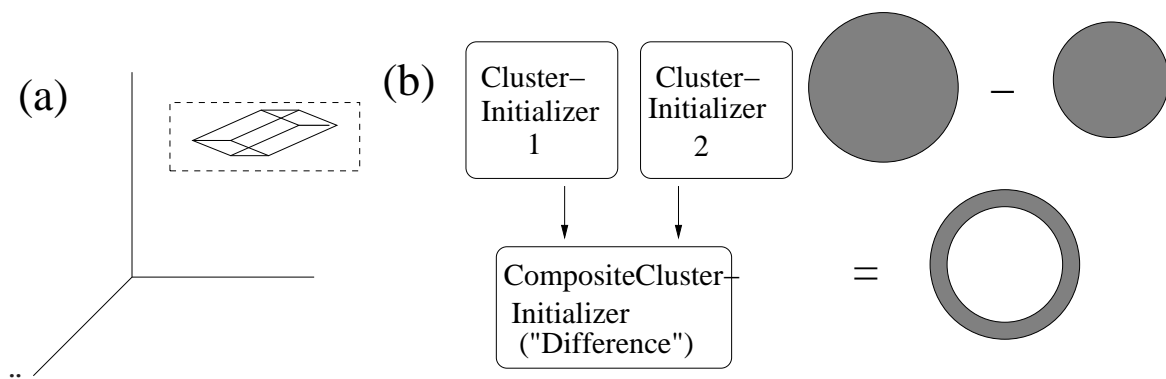 (a)
(b)
Cluster–
Initializer
1
Cluster–
Initializer
2
–
CompositeCluster–
Initializer
("Difference")
=